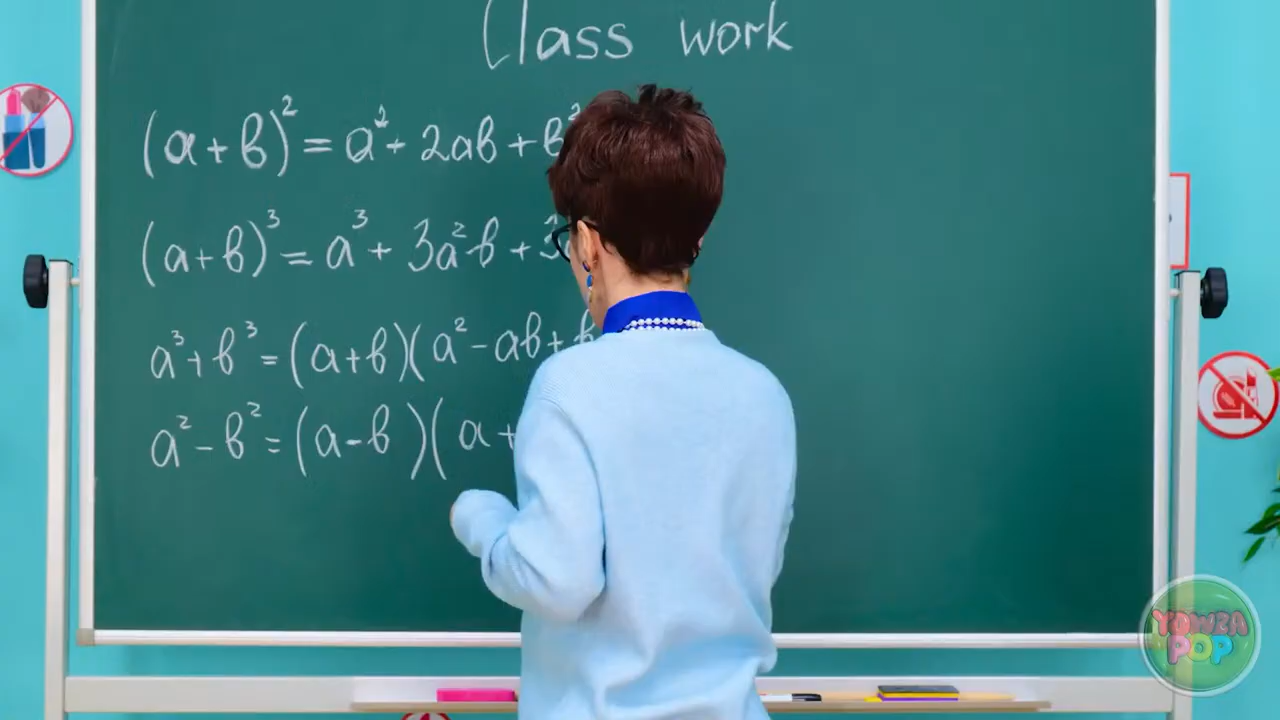 Class work
(a+b)² = a²+ 2ab + b²
(a+b)³ = a³+ 3a²b + 3
a³+b³=(a+b)(a²-ab+b
a²-b²=(a-b)(a+
YOWZA
POP